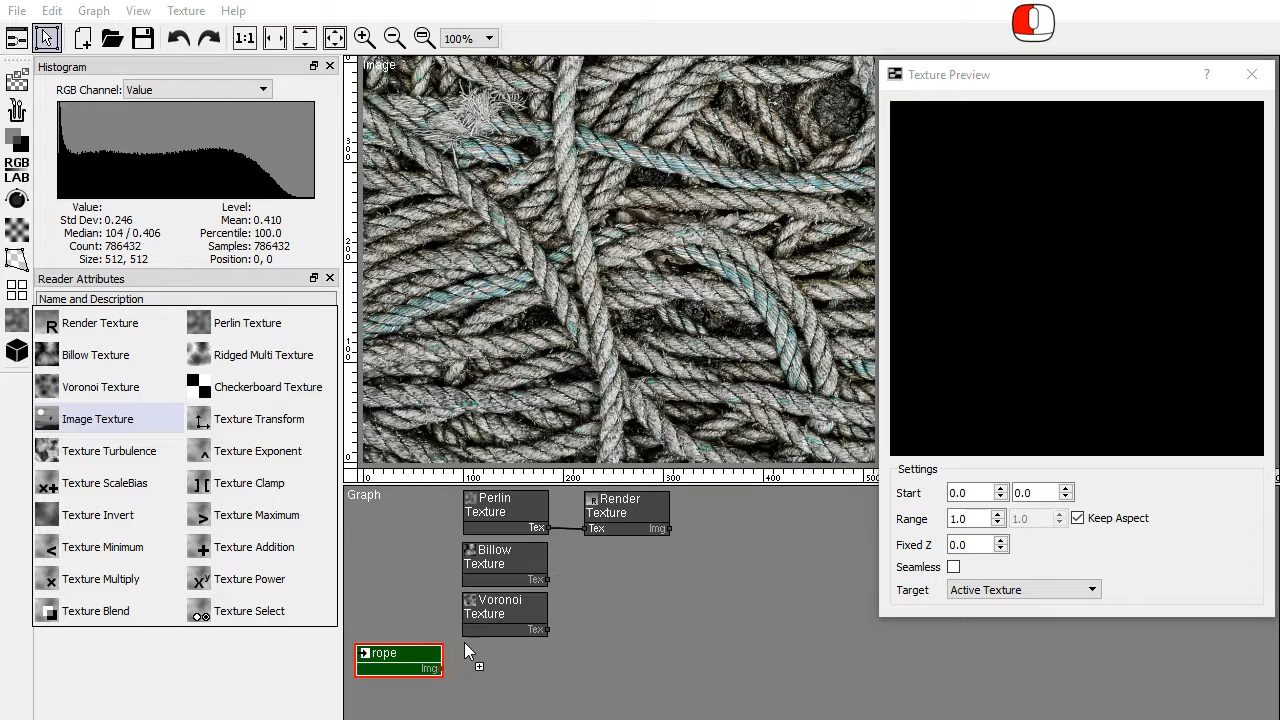 File Edit Graph View Texture Help
1:1 100%
Histogram
RGB Channel: Value
Value: Level:
Std Dev: 0.246 Mean: 0.410
Median: 104 / 0.406 Percentile: 100.0
Count: 786432 Samples: 786432
Size: 512, 512 Position: 0, 0
RGB
LAB
Reader Attributes
Name and Description
Render Texture Perlin Texture
Billow Texture Ridged Multi Texture
Voronoi Texture Checkerboard Texture
Image Texture Texture Transform
Texture Turbulence Texture Exponent
Texture ScaleBias Texture Clamp
Texture Invert Texture Maximum
Texture Minimum Texture Addition
Texture Multiply Texture Power
Texture Blend Texture Select
Image
0 100 200 300 400 500
Graph
Perlin
Texture
Tex
Render
Texture
Tex Img
Billow
Texture
Tex
Voronoi
Texture
Tex
rope
Img
Texture Preview
Settings
Start 0.0 0.0
Range 1.0 1.0 Keep Aspect
Fixed Z 0.0
Seamless
Target Active Texture